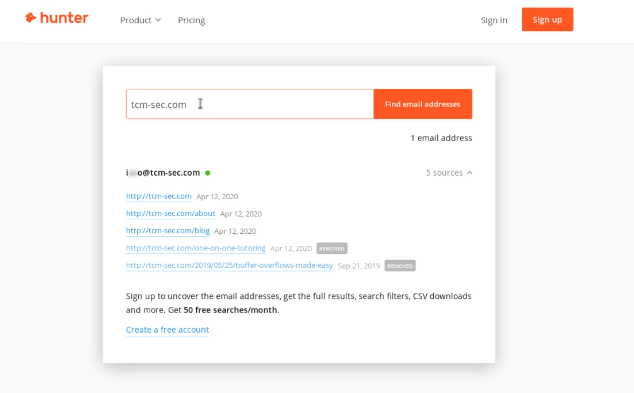 hunter
Product
Pricing
Sign in
Sign up
tcm-sec.com
Find email addresses
1 email address
i o@tcm-sec.com
5 sources
http://tcm-sec.com Apr 12, 2020
http://tcm-sec.com/about Apr 12, 2020
http://tcm-sec.com/blog Apr 12, 2020
http://tcm-sec.com/one-on-one-tutoring Apr 12, 2020 REMOVED
http://tcm-sec.com/2019/05/25/buffer-overflows-made-easy Sep 21, 2019 REMOVED
Sign up to uncover the email addresses, get the full results, search filters, CSV downloads
and more. Get 50 free searches/month.
Create a free account